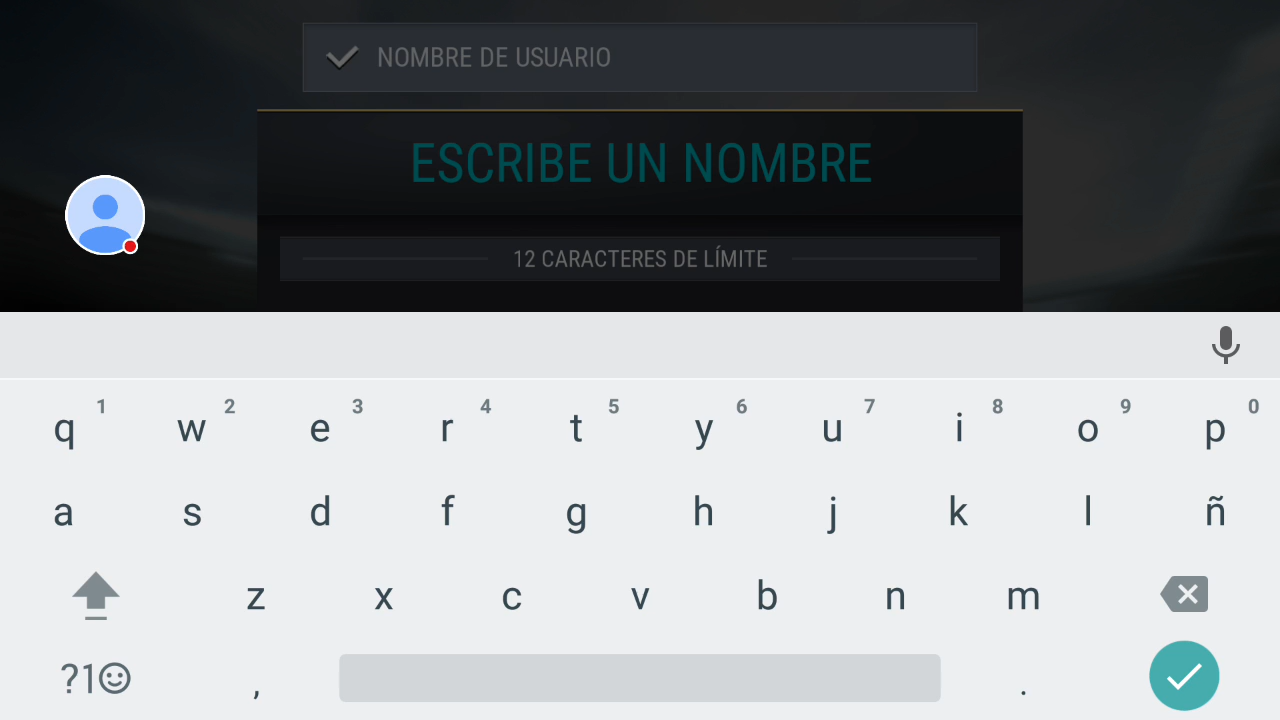 NOMBRE DE USUARIO
ESCRIBE UN NOMBRE
12 CARACTERES DE LÍMITE
1 2 3 4 5 6 7 8 9 0
q w e r t y u i o p
a s d f g h j k l ñ
z x c v b n m
?1 , .